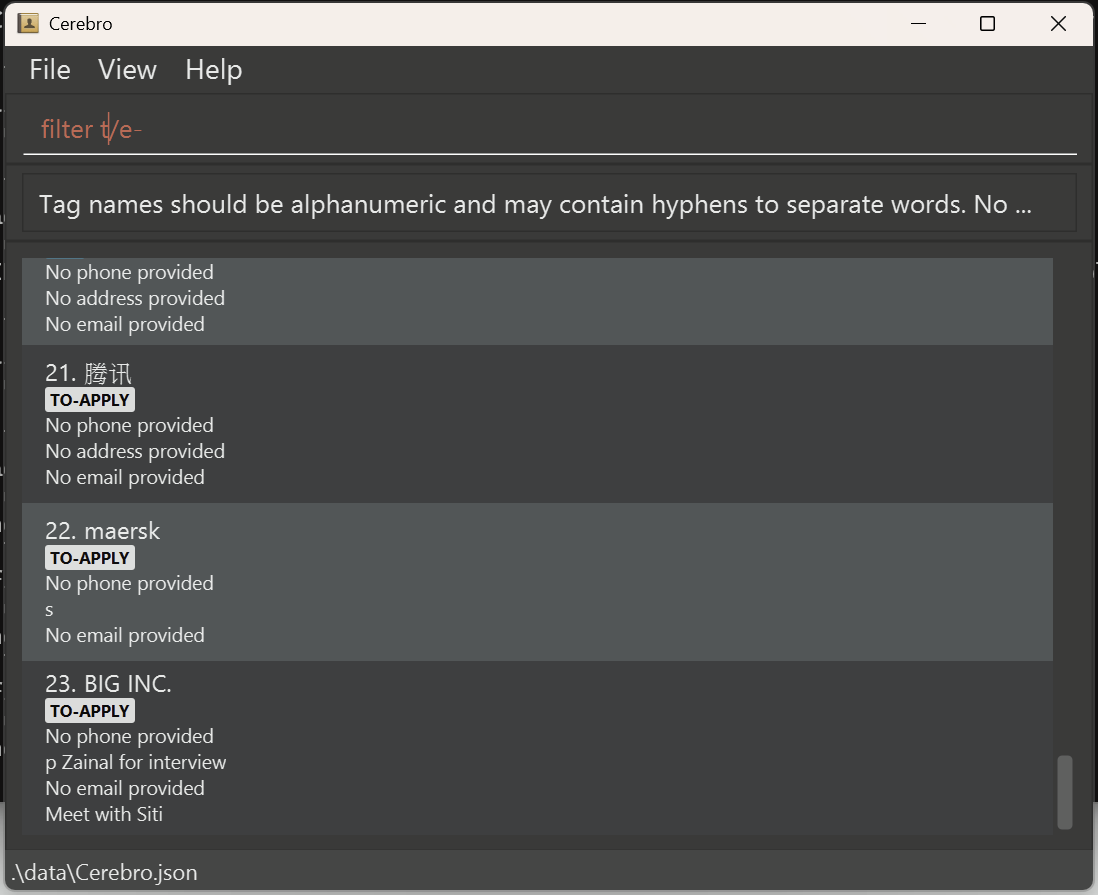 Cerebro
File View Help
filter t/e-
Tag names should be alphanumeric and may contain hyphens to separate words. No ...
No phone provided
No address provided
No email provided
21. 腾讯
TO-APPLY
No phone provided
No address provided
No email provided
22. maersk
TO-APPLY
No phone provided
s
No email provided
23. BIG INC.
TO-APPLY
No phone provided
p Zainal for interview
No email provided
Meet with Siti
.\data\Cerebro.json